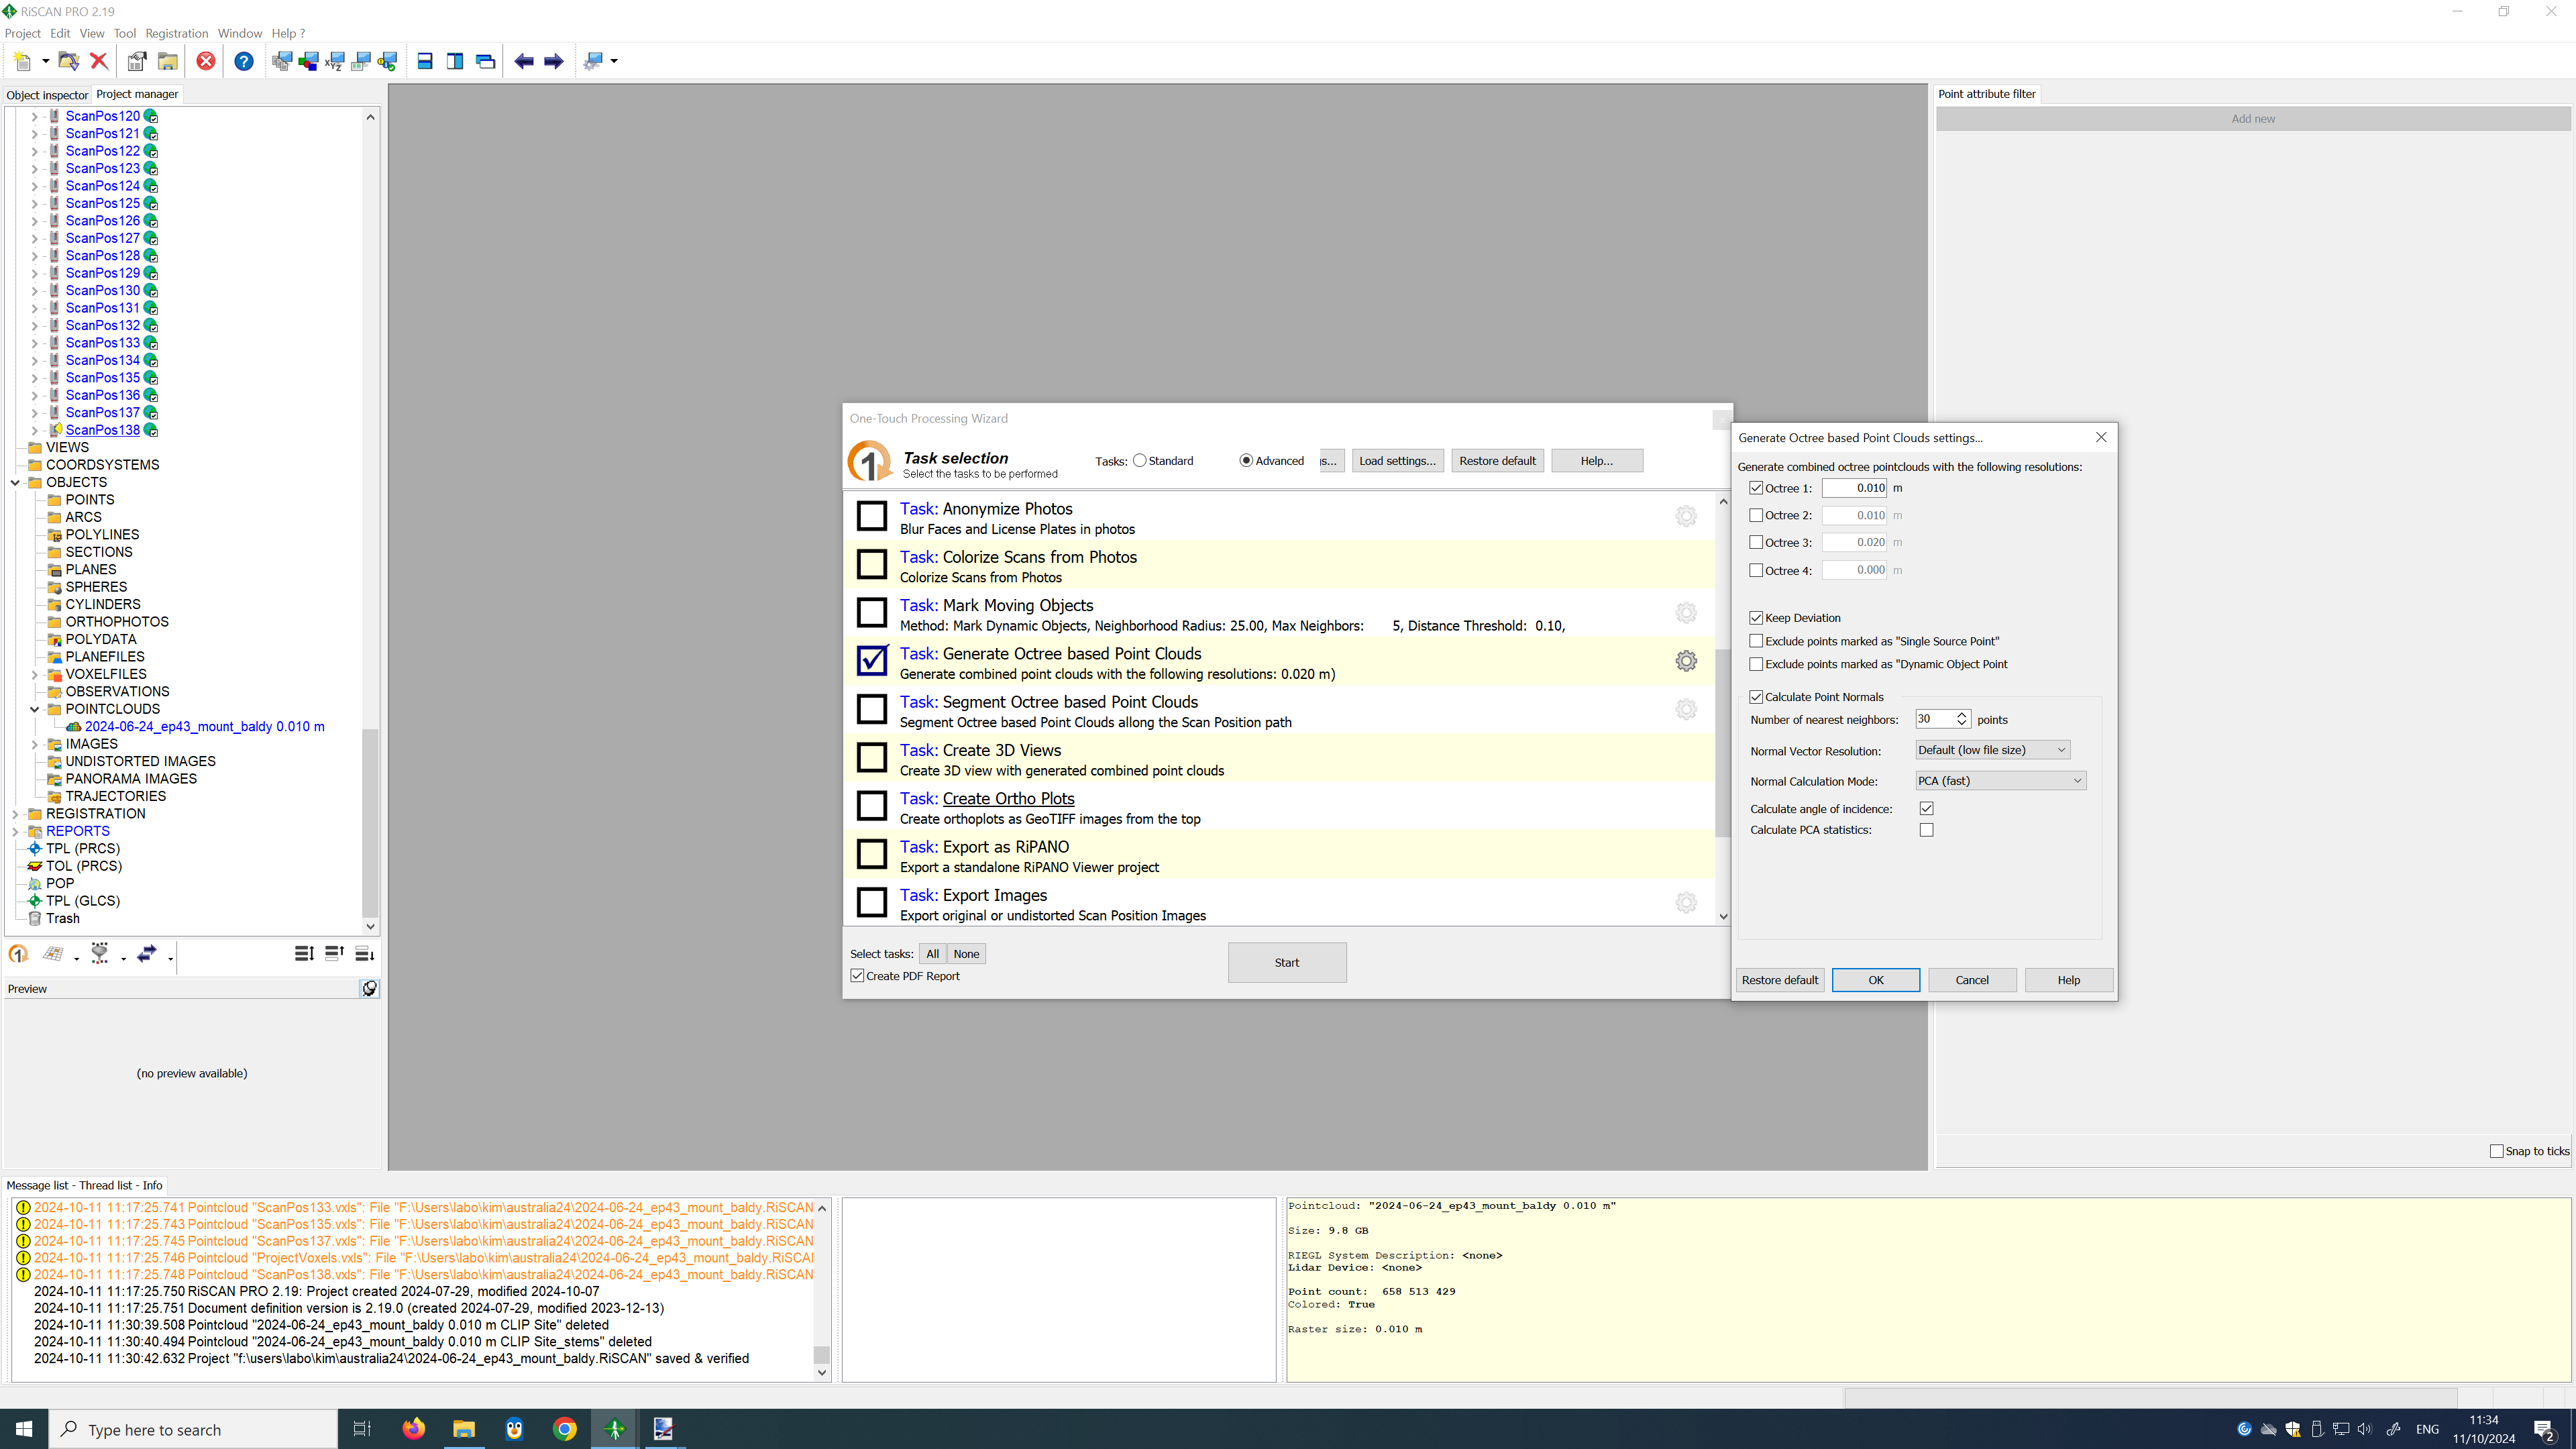 RiSCAN PRO 2.19
Project Edit View Tool Registration Window Help ?
Object inspector Project manager
ScanPos120
ScanPos121
ScanPos122
ScanPos123
ScanPos124
ScanPos125
ScanPos126
ScanPos127
ScanPos128
ScanPos129
ScanPos130
ScanPos131
ScanPos132
ScanPos133
ScanPos134
ScanPos135
ScanPos136
ScanPos137
ScanPos138
VIEWS
COORDSYSTEMS
OBJECTS
POINTS
ARCS
POLYLINES
SECTIONS
PLANES
SPHERES
CYLINDERS
ORTHOPHOTOS
POLYDATA
PLANEFILES
VOXELFILES
OBSERVATIONS
POINTCLOUDS
2024-06-24_ep43_mount_baldy 0.010 m
IMAGES
UNDISTORTED IMAGES
PANORAMA IMAGES
TRAJECTORIES
REGISTRATION
REPORTS
TPL (PRCS)
TOL (PRCS)
POP
TPL (GLCS)
Trash
Preview
(no preview available)
One-Touch Processing Wizard
1
Task selection
Select the tasks to be performed
Tasks: Standard Advanced Load settings... Restore default Help...
Task: Anonymize Photos
Blur Faces and License Plates in photos
Task: Colorize Scans from Photos
Colorize Scans from Photos
Task: Mark Moving Objects
Method: Mark Dynamic Objects, Neighborhood Radius: 25.00, Max Neighbors: 5, Distance Threshold: 0.10,
Task: Generate Octree based Point Clouds
Generate combined point clouds with the following resolutions: 0.020 m)
Task: Segment Octree based Point Clouds
Segment Octree based Point Clouds allong the Scan Position path
Task: Create 3D Views
Create 3D view with generated combined point clouds
Task: Create Ortho Plots
Create orthoplots as GeoTIFF images from the top
Task: Export as RiPANO
Export a standalone RiPANO Viewer project
Task: Export Images
Export original or undistorted Scan Position Images
Select tasks: All None
Create PDF Report
Start
Generate Octree based Point Clouds settings...
Generate combined octree pointclouds with the following resolutions:
Octree 1: 0.010 m
Octree 2: 0.010 m
Octree 3: 0.020 m
Octree 4: 0.000 m
Keep Deviation
Exclude points marked as "Single Source Point"
Exclude points marked as "Dynamic Object Point
Calculate Point Normals
Number of nearest neighbors: 30 points
Normal Vector Resolution: Default (low file size)
Normal Calculation Mode: PCA (fast)
Calculate angle of incidence:
Calculate PCA statistics:
Restore default OK Cancel Help
Point attribute filter
Add new
Snap to ticks
Message list - Thread list - Info
2024-10-11 11:17:25.741 Pointcloud "ScanPos133.vxls": File "F:\Users\labo\kim\australia24\2024-06-24_ep43_mount_baldy.RiSCAN
2024-10-11 11:17:25.743 Pointcloud "ScanPos135.vxls": File "F:\Users\labo\kim\australia24\2024-06-24_ep43_mount_baldy.RiSCAN
2024-10-11 11:17:25.745 Pointcloud "ScanPos137.vxls": File "F:\Users\labo\kim\australia24\2024-06-24_ep43_mount_baldy.RiSCAN
2024-10-11 11:17:25.746 Pointcloud "ProjectVoxels.vxls": File "F:\Users\labo\kim\australia24\2024-06-24_ep43_mount_baldy.RiSCA
2024-10-11 11:17:25.748 Pointcloud "ScanPos138.vxls": File "F:\Users\labo\kim\australia24\2024-06-24_ep43_mount_baldy.RiSCAN
2024-10-11 11:17:25.750 RiSCAN PRO 2.19: Project created 2024-07-29, modified 2024-10-07
2024-10-11 11:17:25.751 Document definition version is 2.19.0 (created 2024-07-29, modified 2023-12-13)
2024-10-11 11:30:39.508 Pointcloud "2024-06-24_ep43_mount_baldy 0.010 m CLIP Site" deleted
2024-10-11 11:30:40.494 Pointcloud "2024-06-24_ep43_mount_baldy 0.010 m CLIP Site_stems" deleted
2024-10-11 11:30:42.632 Project "f:\users\labo\kim\australia24\2024-06-24_ep43_mount_baldy.RiSCAN" saved & verified
Pointcloud: "2024-06-24_ep43_mount_baldy 0.010 m"
Size: 9.8 GB
RIEGL System Description: <none>
Lidar Device: <none>
Point count: 658 513 429
Colored: True
Raster size: 0.010 m
Type here to search
ENG
11:34
11/10/2024
2